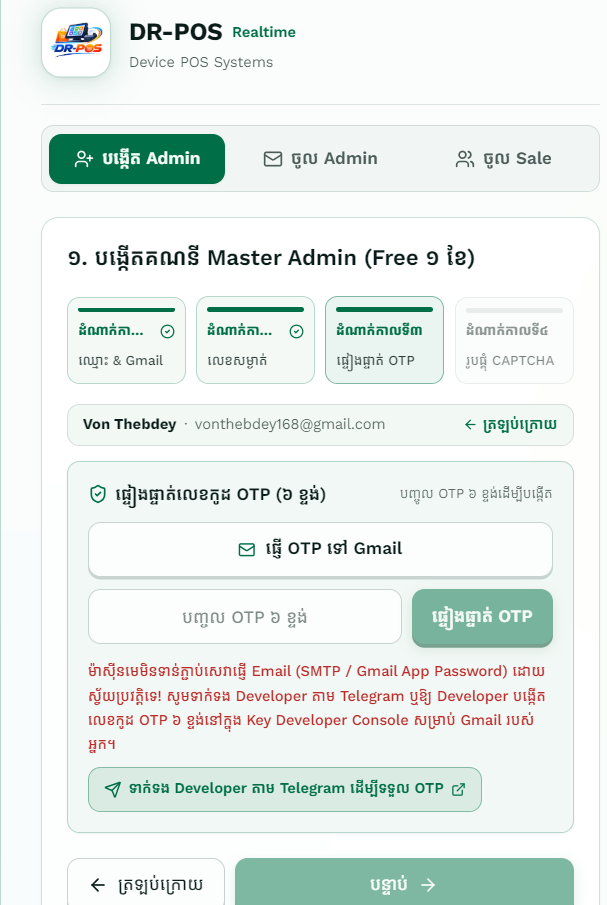 DR-POS
DR-POS Realtime
Device POS Systems
បង្កើត Admin
ចូល Admin
ចូល Sale
១. បង្កើតគណនី Master Admin (Free ១ ខែ)
ដំណាក់កា...
ឈ្មោះ & Gmail
ដំណាក់កា...
លេខសម្ងាត់
ដំណាក់កាលទី៣
ផ្ទៀងផ្ទាត់ OTP
ដំណាក់កាលទី៤
រូបផ្គុំ CAPTCHA
Von Thebdey · vonthebdey168@gmail.com
← ត្រឡប់ក្រោយ
ផ្ទៀងផ្ទាត់លេខកូដ OTP (៦ ខ្ទង់)
បញ្ចូល OTP ៦ ខ្ទង់ដើម្បីបង្កើត
ផ្ញើ OTP ទៅ Gmail
បញ្ចូល OTP ៦ ខ្ទង់
ផ្ទៀងផ្ទាត់ OTP
ម៉ាស៊ីនមេមិនទាន់ភ្ជាប់សេវាផ្ញើ Email (SMTP / Gmail App Password) ដោយ
ស្វ័យប្រវត្តិទេ! សូមទាក់ទង Developer តាម Telegram ឬឱ្យ Developer បង្កើត
លេខកូដ OTP ៦ ខ្ទង់នៅក្នុង Key Developer Console សម្រាប់ Gmail របស់
អ្នក។
ទាក់ទង Developer តាម Telegram ដើម្បីទទួល OTP
← ត្រឡប់ក្រោយ
បន្ទាប់ →